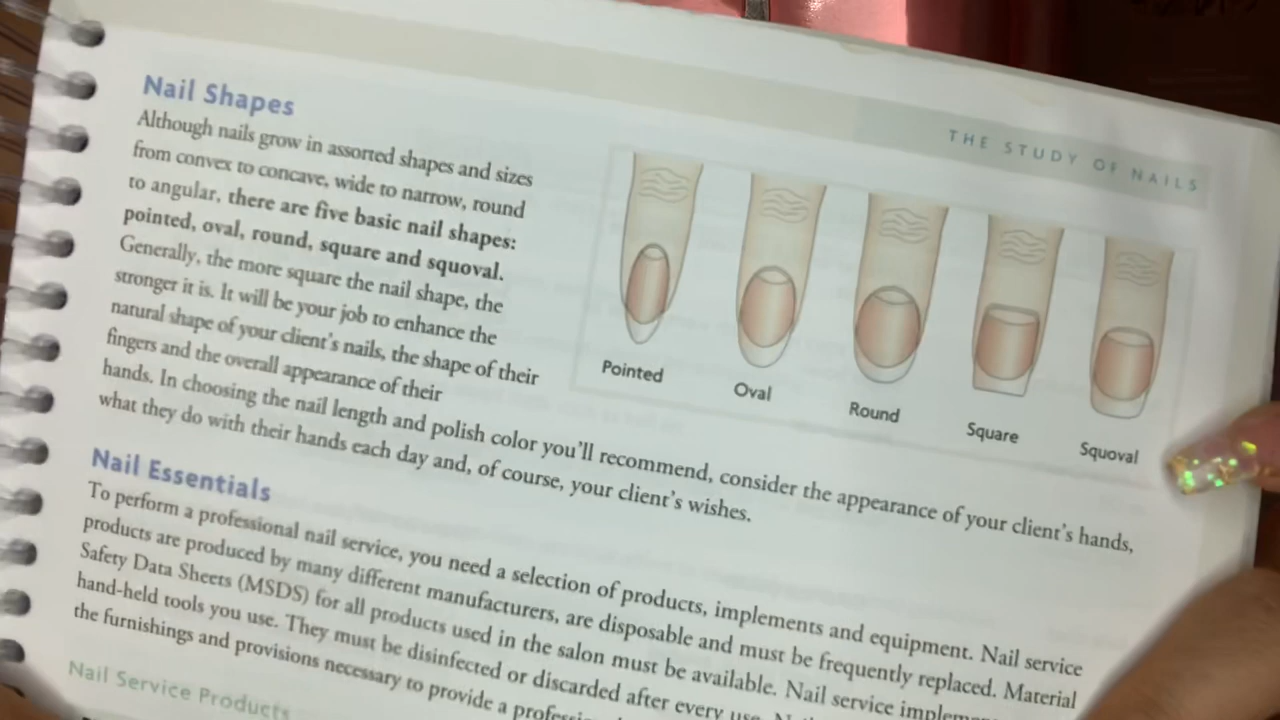 THE STUDY OF NAILS
Nail Shapes
Although nails grow in assorted shapes and sizes
from convex to concave, wide to narrow, round
to angular, there are five basic nail shapes:
pointed, oval, round, square and squoval.
Generally, the more square the nail shape, the
stronger it is. It will be your job to enhance the
natural shape of your client's nails, the shape of their
fingers and the overall appearance of their
hands. In choosing the nail length and polish color you'll recommend, consider the appearance of your client's hands,
what they do with their hands each day and, of course, your client's wishes.
Pointed
Oval
Round
Square
Squoval
Nail Essentials
To perform a professional nail service, you need a selection of products, implements and equipment. Nail service
products are produced by many different manufacturers, are disposable and must be frequently replaced. Material
Safety Data Sheets (MSDS) for all products used in the salon must be available. Nail service
hand-held tools you use. They must be disinfected or discarded after every use.
the furnishings and provisions necessary to provide a
Nail Service Products